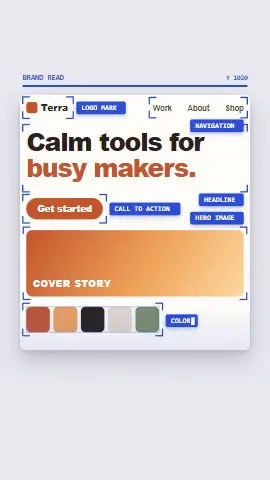 BRAND READ
Y 1020
Terra
LOGO MARK
Work About Shop
NAVIGATION
Calm tools for
busy makers.
HEADLINE
Get started
CALL TO ACTION
HERO IMAGE
COVER STORY
COLOR